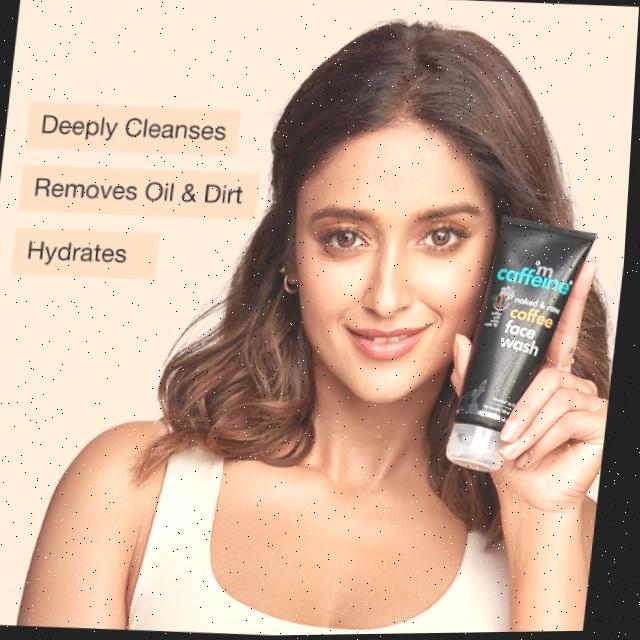 Deeply Cleanses
Removes Oil & Dirt
Hydrates
'm
caffeine
naked & raw
coffee
face
wash